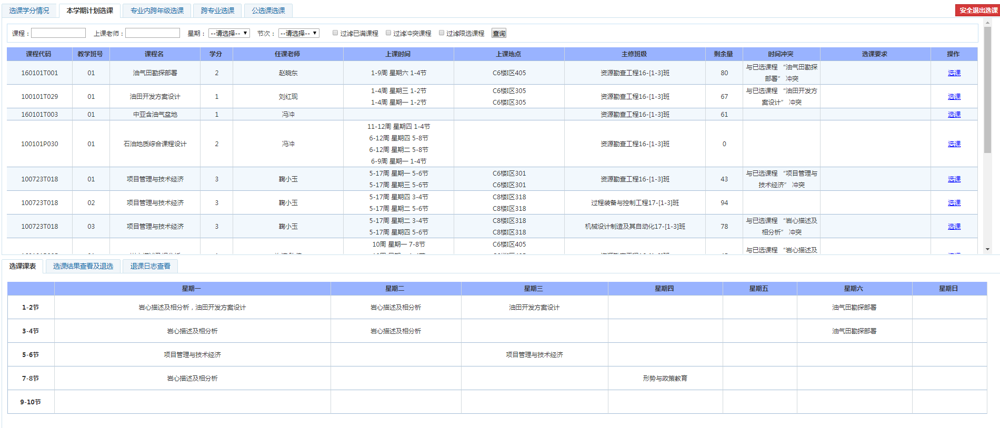 选课学分情况 本学期计划选课 专业内跨年级选课 跨专业选课 公选课选课 安全退出选课
课程： 上课老师： 星期： --请选择-- 节次： --请选择-- 过滤已满课程 过滤冲突课程 过滤限选课程 查询
课程代码 教学班号 课程名 学分 任课老师 上课时间 上课地点 主修班级 剩余量 时间冲突 选课要求 操作
160101T001 01 油气田勘探部署 2 赵晓东 1-9周 星期六 1-4节 C6楼I区405 资源勘查工程16-[1-3]班 80 与已选课程 “油气田勘探
部署” 冲突 选课
100101T029 01 油田开发方案设计 1 刘红现 1-4周 星期三 1-2节 C6楼I区305 资源勘查工程16-[1-3]班 67 与已选课程 “油田开发方
1-4周 星期一 1-2节 C6楼I区305 案设计” 冲突 选课
160101T003 01 中亚含油气盆地 1 冯冲 资源勘查工程16-[1-3]班 61 选课
11-12周 星期四 1-4节
6-12周 星期四 5-8节
100101P030 01 石油地质综合课程设计 2 冯冲 资源勘查工程16-[1-3]班 0 选课
6-12周 星期二 5-8节
6-9周 星期一 1-4节
100723T018 01 项目管理与技术经济 3 鞠小玉 5-17周 星期一 5-6节 C6楼I区301 资源勘查工程16-[1-3]班 43 与已选课程 “项目管理与
5-17周 星期三 5-6节 C6楼I区301 技术经济” 冲突 选课
100723T018 02 项目管理与技术经济 3 鞠小玉 5-17周 星期四 3-4节 C8楼I区318 过程装备与控制工程17-[1-3]班 94 选课
5-17周 星期二 5-6节 C8楼I区318
100723T018 03 项目管理与技术经济 3 鞠小玉 5-17周 星期二 3-4节 C8楼I区318 机械设计制造及其自动化17-[1-3]班 78 与已选课程 “岩心描述及
5-17周 星期四 5-6节 C8楼I区318 相分析” 冲突 选课
10周 星期一 7-8节 C6楼I区405 与已选课程 “岩心描述及
选课课表 选课结果查看及退选 退课日志查看
星期一 星期二 星期三 星期四 星期五 星期六 星期日
1-2节 岩心描述及相分析，油田开发方案设计 岩心描述及相分析 油田开发方案设计 油气田勘探部署
3-4节 岩心描述及相分析 岩心描述及相分析 油气田勘探部署
5-6节 项目管理与技术经济 项目管理与技术经济
7-8节 岩心描述及相分析 形势与政策教育
9-10节